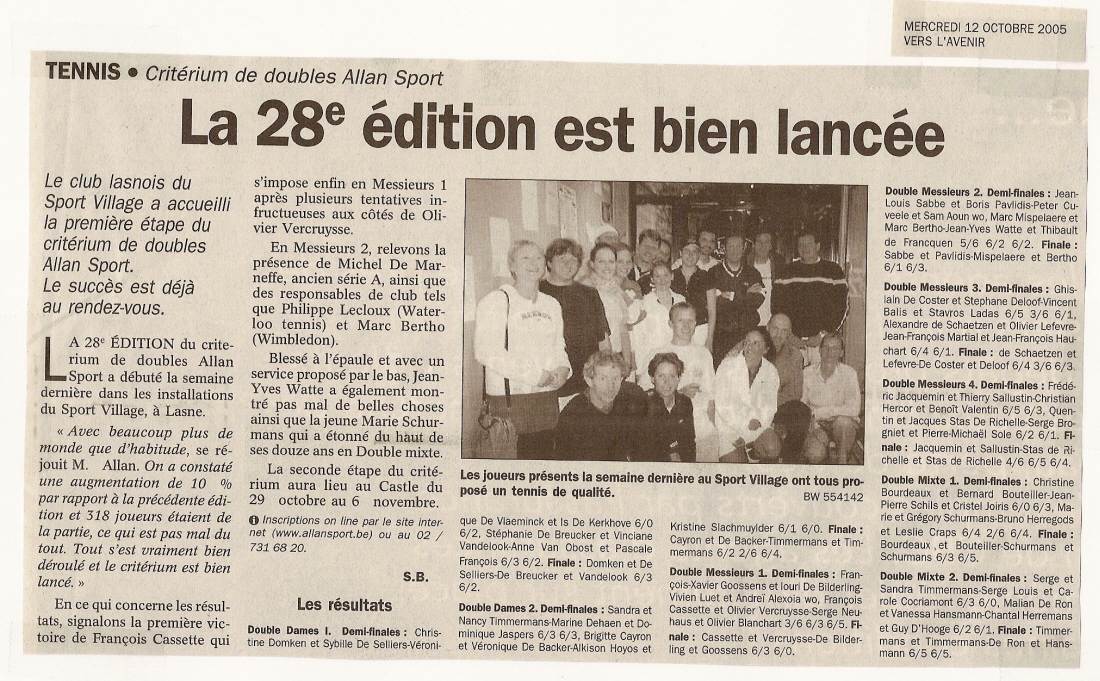 MERCREDI 12 OCTOBRE 2005
VERS L'AVENIR
TENNIS • Critérium de doubles Allan Sport
La 28e édition est bien lancée
Le club lasnois du
Sport Village a accueilli
la première étape du
critérium de doubles
Allan Sport.
Le succès est déjà
au rendez-vous.
LA 28e ÉDITION du crite-
rium de doubles Allan
Sport a débuté la semaine
dernière dans les installations
du Sport Village, à Lasne.
« Avec beaucoup plus de
monde que d'habitude, se ré-
jouit M. Allan. On a constaté
une augmentation de 10 %
par rapport à la précédente édi-
tion et 318 joueurs étaient de
la partie, ce qui est pas mal du
tout. Tout s'est vraiment bien
déroulé et le critérium est bien
lancé. »
En ce qui concerne les résul-
tats, signalons la première vic-
toire de François Cassette qui
s'impose enfin en Messieurs 1
après plusieurs tentatives in-
fructueuses aux côtés de Oli-
vier Vercruysse.
En Messieurs 2, relevons la
présence de Michel De Mar-
neffe, ancien série A, ainsi que
des responsables de club tels
que Philippe Lecloux (Water-
loo tennis) et Marc Bertho
(Wimbledon).
Blessé à l'épaule et avec un
service proposé par le bas, Jean-
Yves Watte a également mon-
tré pas mal de belles choses
ainsi que la jeune Marie Schur-
mans qui a étonné du haut de
ses douze ans en Double mixte.
La seconde étape du crité-
rium aura lieu au Castle du
29 octobre au 6 novembre.
Inscriptions on line par le site inter-
net (www.allansport.be) ou au 02 /
731 68 20.
S.B.
Les résultats
Double Dames I. Demi-finales : Chris-
tine Domken et Sybille De Selliers-Véroni-
Les joueurs présents la semaine dernière au Sport Village ont tous pro-
posé un tennis de qualité.
BW 554142
que De Vlaeminck et Is De Kerkhove 6/0
6/2, Stéphanie De Breucker et Vinciane
Vandelook-Anne Van Obost et Pascale
François 6/3 6/2. Finale : Domken et De
Selliers-De Breucker et Vandelook 6/3
6/2.
Double Dames 2. Demi-finales : Sandra et
Nancy Timmermans-Marine Dehaen et Do-
minique Jaspers 6/3 6/3, Brigitte Cayron
et Véronique De Backer-Alkison Hoyos et
Kristine Slachmuylder 6/1 6/0. Finale :
Cayron et De Backer-Timmermans et Tim-
mermans 6/2 2/6 6/4.
Double Messieurs 1. Demi-finales : Fran-
çois-Xavier Goossens et Iouri De Bilderling-
Vivien Luet et Andreï Alexoia wo, François
Cassette et Olivier Vercruysse-Serge Neu-
haus et Olivier Blanchart 3/6 6/3 6/5. Fi-
nale : Cassette et Vercruysse-De Bilder-
ling et Goossens 6/3 6/0.
Double Messieurs 2. Demi-finales : Jean-
Louis Sabbe et Boris Pavlidis-Peter Cu-
veele et Sam Aoun wo, Marc Mispelaere et
Marc Bertho-Jean-Yves Watte et Thibault
de Francquen 5/6 6/2 6/2. Finale :
Sabbe et Pavlidis-Mispelaere et Bertho
6/1 6/3.
Double Messieurs 3. Demi-finales : Ghis-
lain De Coster et Stephane Deloof-Vincent
Balis et Stavros Ladas 6/5 3/6 6/1,
Alexandre de Schaetzen et Olivier Lefevre-
Jean-François Martial et Jean-François Hau-
chart 6/4 6/1. Finale : de Schaetzen et
Lefevre-De Coster et Deloof 6/4 3/6 6/3.
Double Messieurs 4. Demi-finales : Frédé-
ric Jacquemin et Thierry Sallustin-Christian
Hercor et Benoît Valentin 6/5 6/3, Quen-
tin et Jacques Stas De Richelle-Serge Bro-
gniet et Pierre-Michaël Sole 6/2 6/1. Fi-
nale : Jacquemin et Sallustin-Stas de Ri-
chelle et Stas de Richelle 4/6 6/5 6/4.
Double Mixte 1. Demi-finales : Christine
Bourdeaux et Bernard Bouteiller-Jean-
Pierre Schils et Cristel Joiris 6/0 6/3, Ma-
rie et Grégory Schurmans-Bruno Herregods
et Leslie Craps 6/4 2/6 6/4. Finale :
Bourdeaux et Bouteiller-Schurmans et
Schurmans 6/3 6/5.
Double Mixte 2. Demi-finales : Serge et
Sandra Timmermans-Serge Louis et Ca-
role Cocriamont 6/3 6/0, Malian De Ron
et Vanessa Hansmann-Chantal Herremans
et Guy D'Hooge 6/2 6/1. Finale : Timmer-
mans et Timmermans-De Ron et Hans-
mann 6/5 6/5.